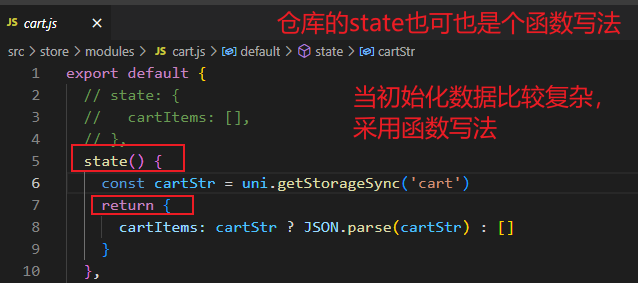 JS cart.js ×
仓库的state也可也是个函数写法
src > store > modules > JS cart.js > default > state > cartStr
1 export default {
2 // state: {
当初始化数据比较复杂，
3 //   cartItems: [],
采用函数写法
4 // },
5 state() {
6 const cartStr = uni.getStorageSync('cart')
7 return {
8 cartItems: cartStr ? JSON.parse(cartStr) : []
9 }
10 },